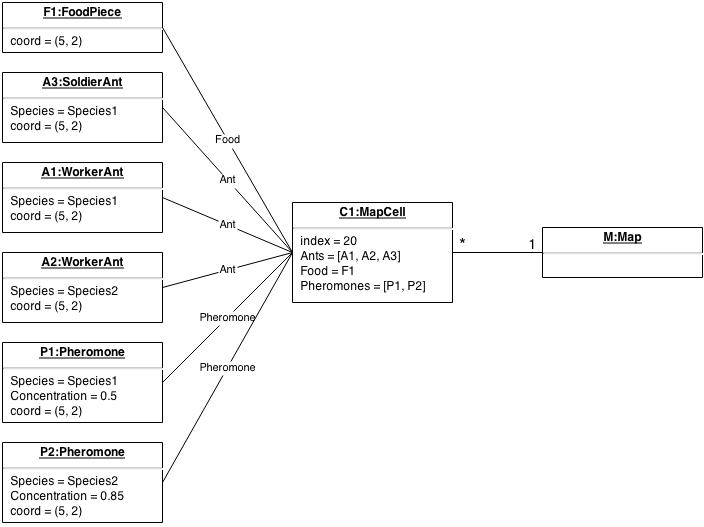 F1:FoodPiece
coord = (5, 2)
A3:SoldierAnt
Species = Species1
coord = (5, 2)
A1:WorkerAnt
Species = Species1
coord = (5, 2)
A2:WorkerAnt
Species = Species2
coord = (5, 2)
P1:Pheromone
Species = Species1
Concentration = 0.5
coord = (5, 2)
P2:Pheromone
Species = Species2
Concentration = 0.85
coord = (5, 2)
Food
Ant
Ant
Ant
Pheromone
Pheromone
C1:MapCell
index = 20
Ants = [A1, A2, A3]
Food = F1
Pheromones = [P1, P2]
* 1
M:Map